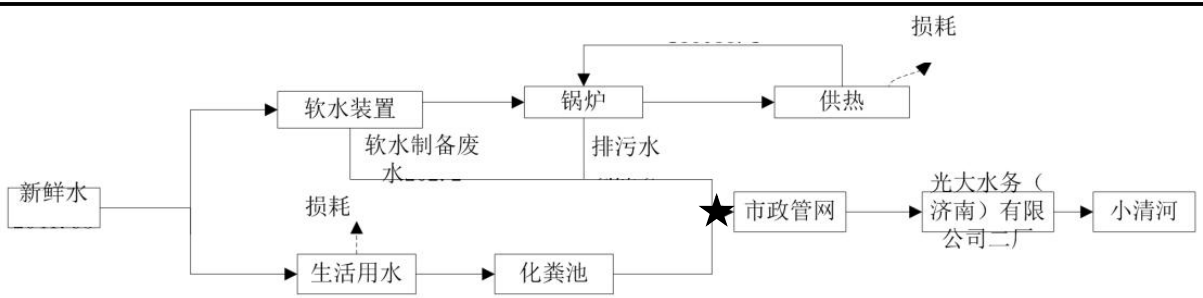 损耗
软水装置
锅炉
供热
软水制备废
水
排污水
新鲜水
损耗
市政管网
光大水务（
济南）有限
公司二厂
小清河
生活用水
化粪池